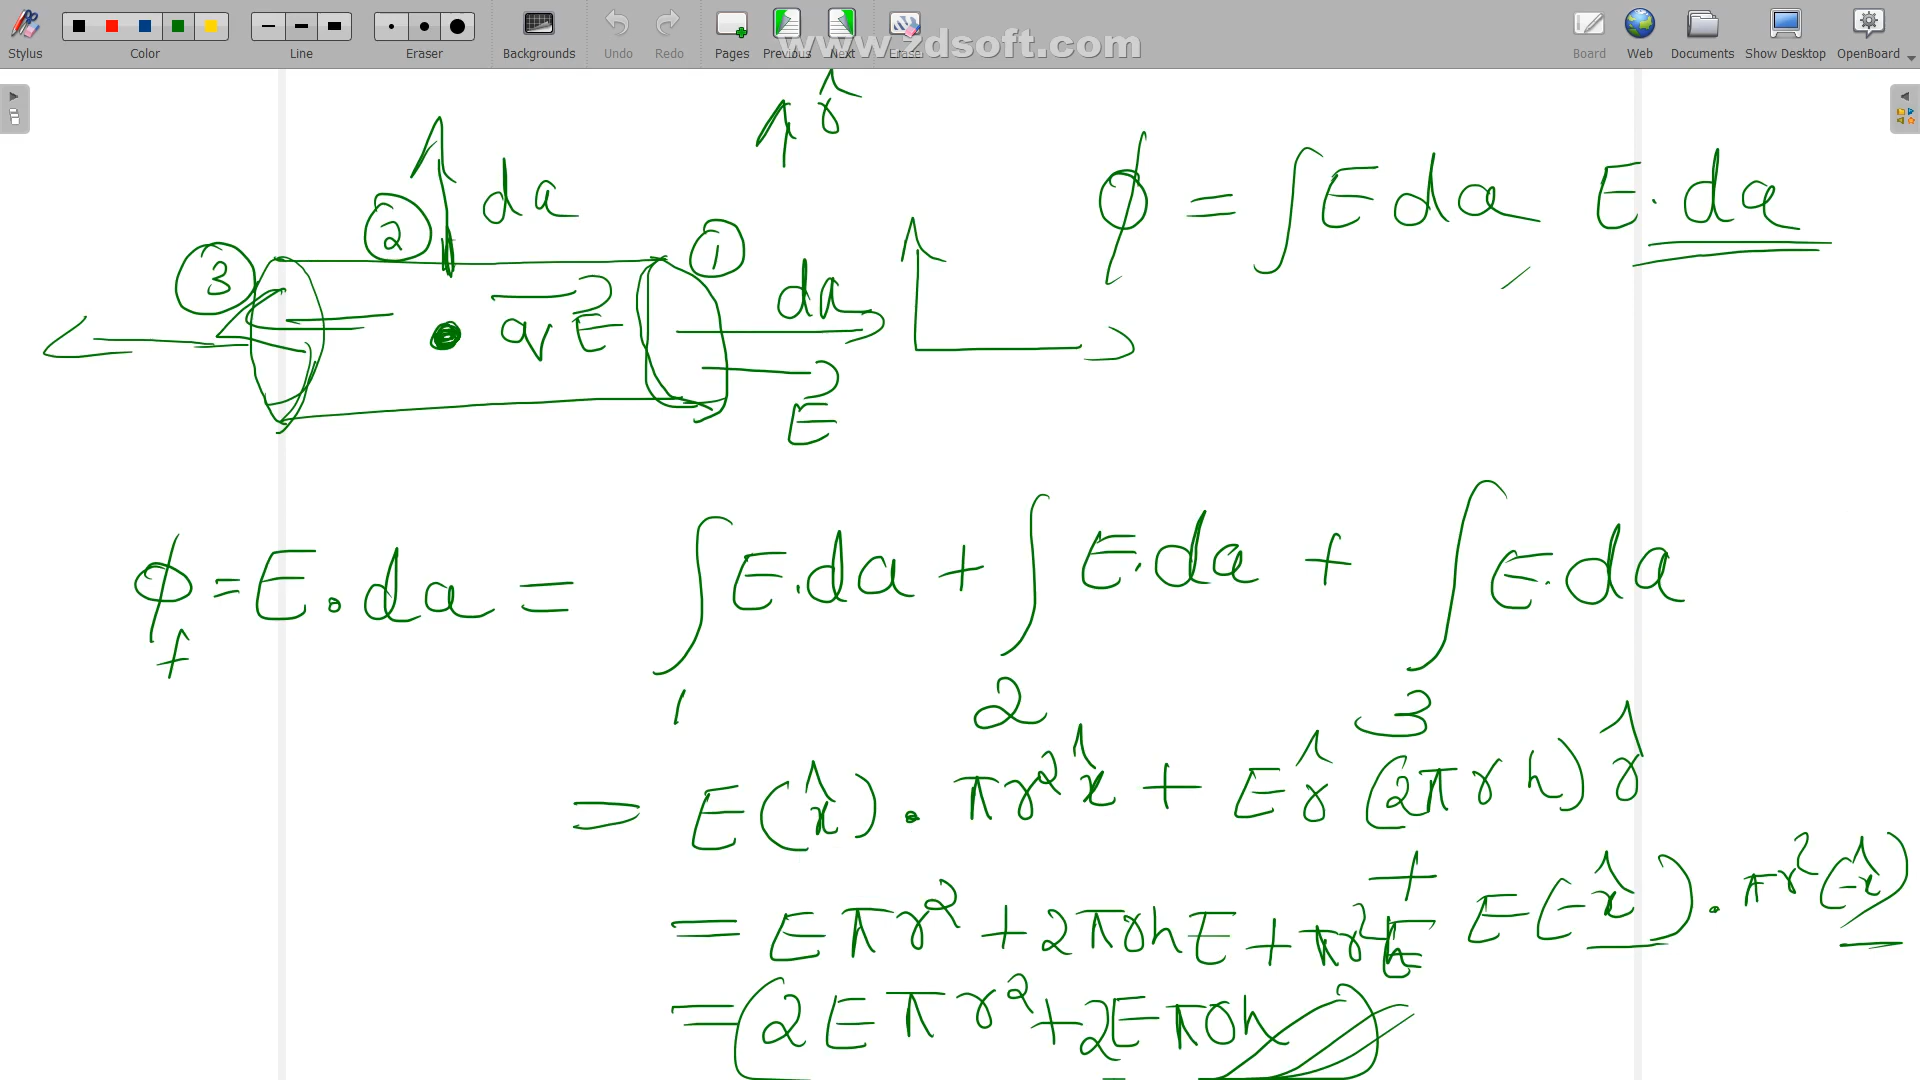 Stylus Color Line Eraser Backgrounds Undo Redo Pages Previous Next Erase Board Web Documents Show Desktop OpenBoard
www.zdsoft.com
r̂
② da
③ ① da
q E⃗
E
ϕ = ∫E da E·da
ϕ_f = E·da = ∫₁ E·da + ∫₂ E·da + ∫₃ E·da
= E(x̂)·πr² x̂ + E r̂ (2πrh) r̂
+ E(-x̂)·πr²(-x̂)
= Eπr² + 2πrhE + πr²E
= 2Eπr² + 2Eπrh